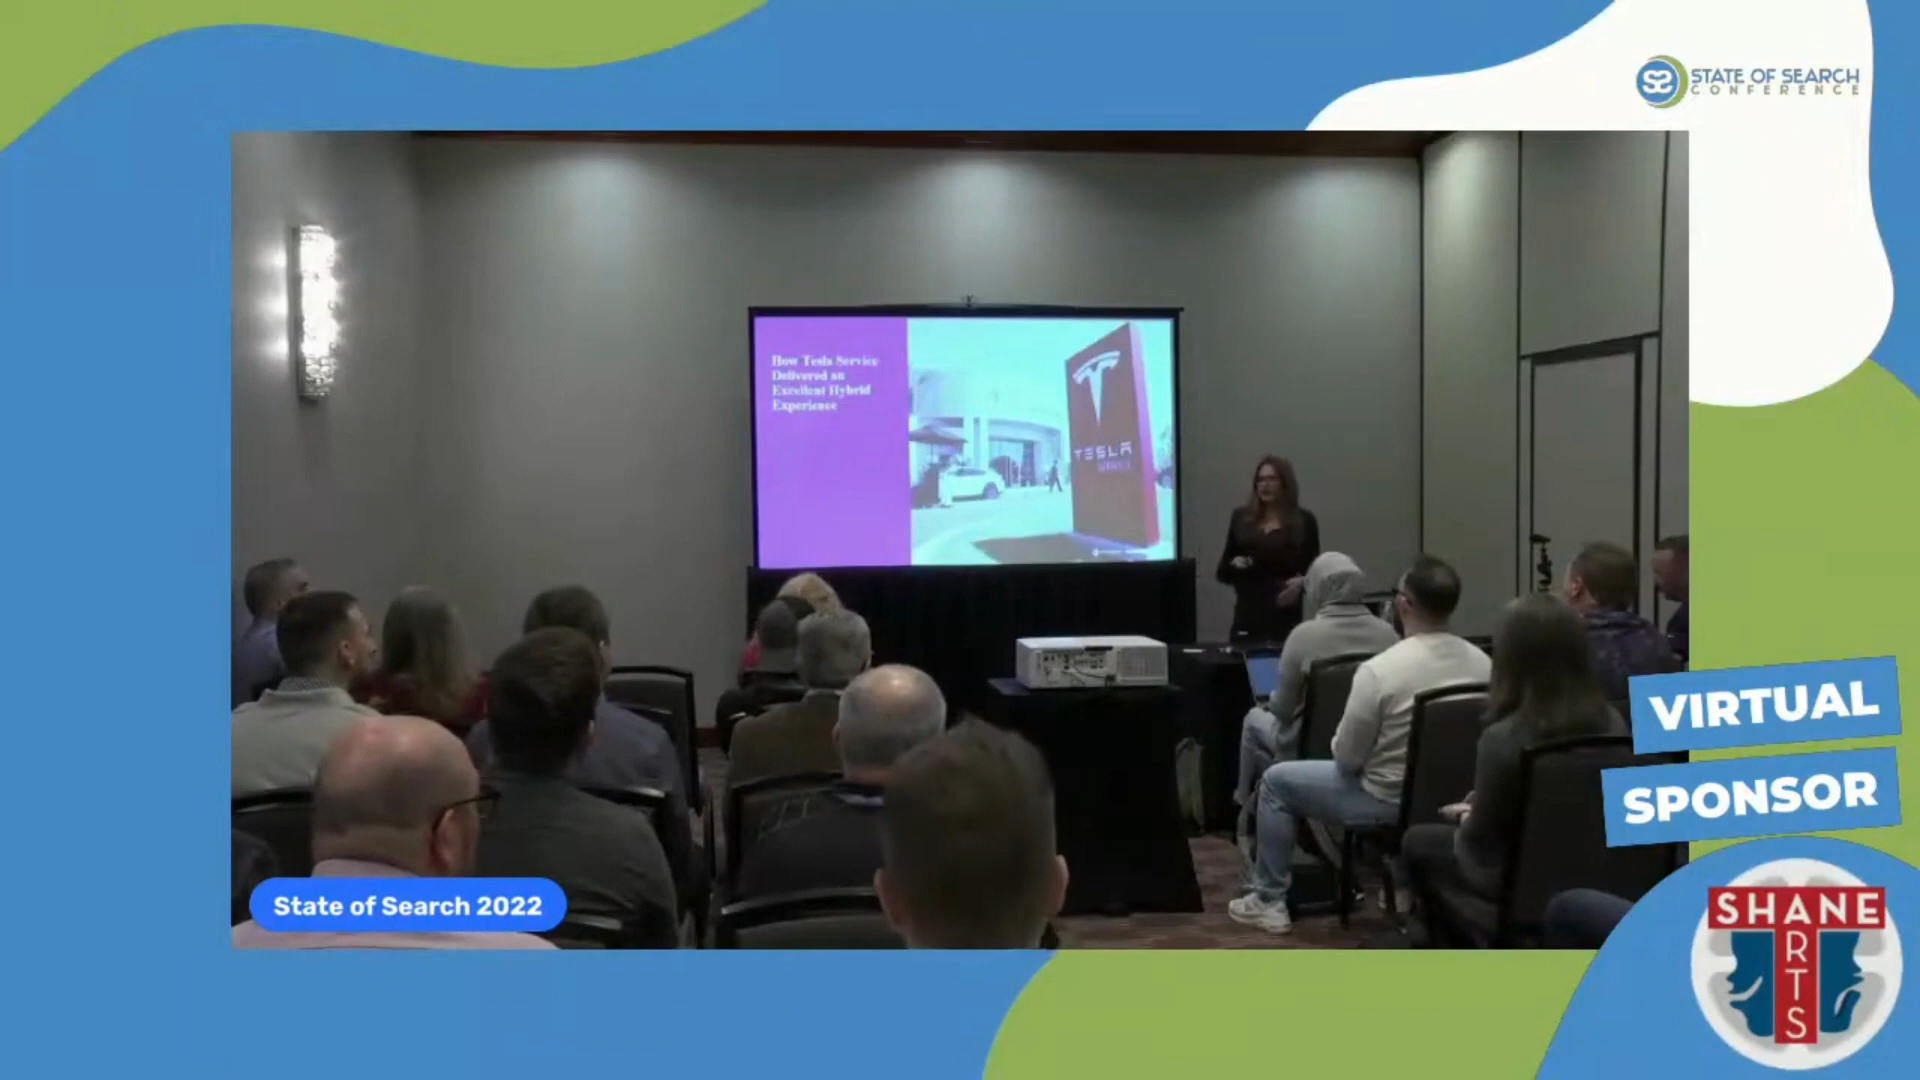 STATE OF SEARCH
CONFERENCE
How Tesla Service
Delivered an
Excellent Hybrid
Experience
TESLA
VIRTUAL
SPONSOR
State of Search 2022
SHANE
ARTS